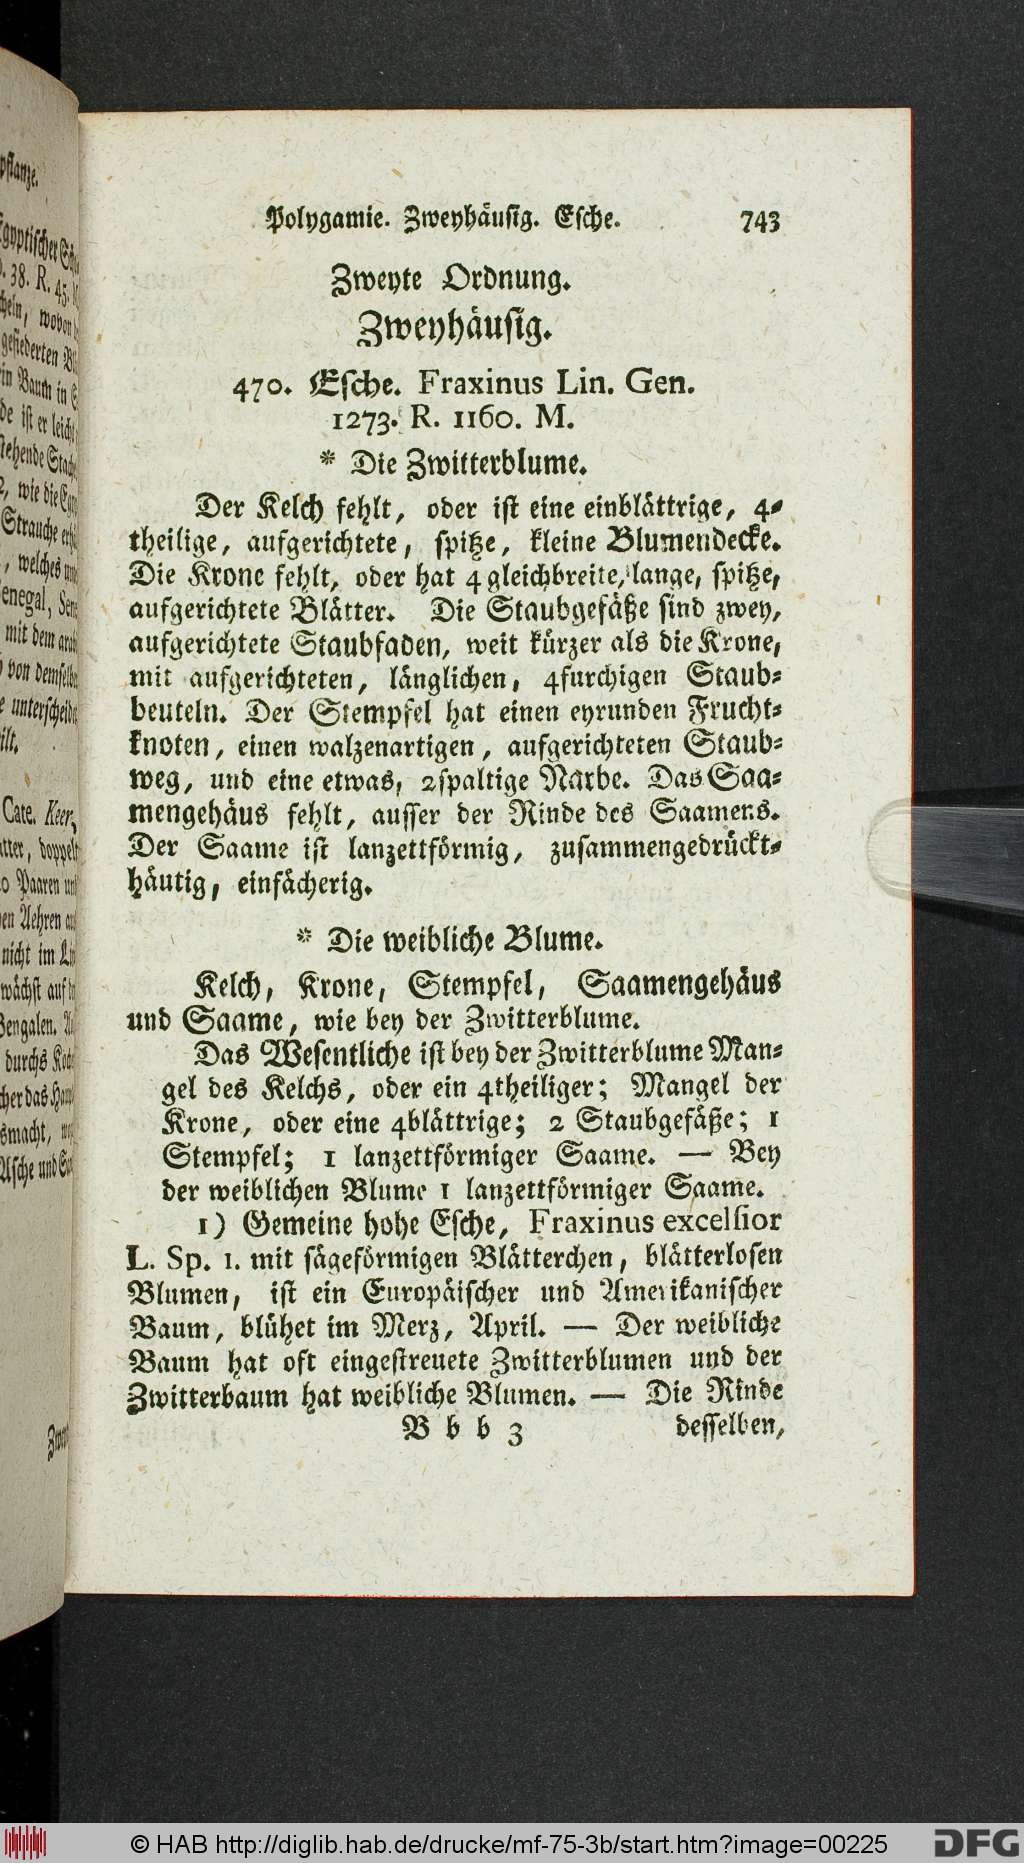 Polygamie. Zweyhäusig. Esche. 743
Zweyte Ordnung.
Zweyhäusig.
470. Esche. Fraxinus Lin. Gen.
1273. R. 1160. M.
* Die Zwitterblume.
Der Kelch fehlt, oder ist eine einblättrige, 4-
theilige, aufgerichtete, spitze, kleine Blumendecke.
Die Krone fehlt, oder hat 4 gleichbreite, lange, spitze,
aufgerichtete Blätter. Die Staubgefäße sind zwey,
aufgerichtete Staubfaden, weit kürzer als die Krone,
mit aufgerichteten, länglichen, 4furchigen Staub-
beuteln. Der Stempfel hat einen eyrunden Frucht-
knoten, einen walzenartigen, aufgerichteten Staub-
weg, und eine etwas, 2spaltige Narbe. Das Saa-
mengehäus fehlt, ausser der Rinde des Saamens.
Der Saame ist lanzettförmig, zusammengedrückt-
häutig, einfächerig.
* Die weibliche Blume.
Kelch, Krone, Stempfel, Saamengehäus
und Saame, wie bey der Zwitterblume.
Das Wesentliche ist bey der Zwitterblume Man-
gel des Kelchs, oder ein 4theiliger; Mangel der
Krone, oder eine 4blättrige; 2 Staubgefäße; 1
Stempfel; 1 lanzettförmiger Saame. — Bey
der weiblichen Blume 1 lanzettförmiger Saame.
1) Gemeine hohe Esche, Fraxinus excelsior
L. Sp. 1. mit sägeförmigen Blätterchen, blätterlosen
Blumen, ist ein Europäischer und Amerikanischer
Baum, blühet im Merz, April. — Der weibliche
Baum hat oft eingestreuete Zwitterblumen und der
Zwitterbaum hat weibliche Blumen. — Die Rinde
B b b 3 desselben,
© HAB http://diglib.hab.de/drucke/mf-75-3b/start.htm?image=00225
DFG